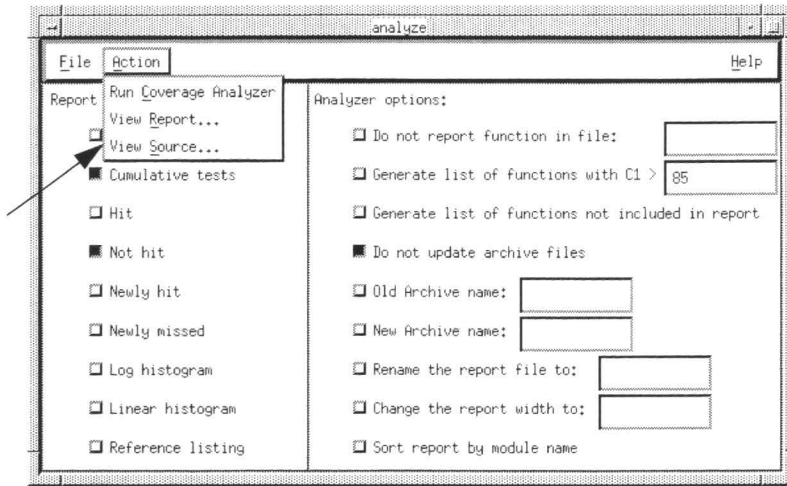 analyze
File Action Help
Run Coverage Analyzer
View Report...
View Source...
Report
Cumulative tests
Hit
Not hit
Newly hit
Newly missed
Log histogram
Linear histogram
Reference listing
Analyzer options:
Do not report function in file:
Generate list of functions with C1 > 85
Generate list of functions not included in report
Do not update archive files
Old Archive name:
New Archive name:
Rename the report file to:
Change the report width to:
Sort report by module name